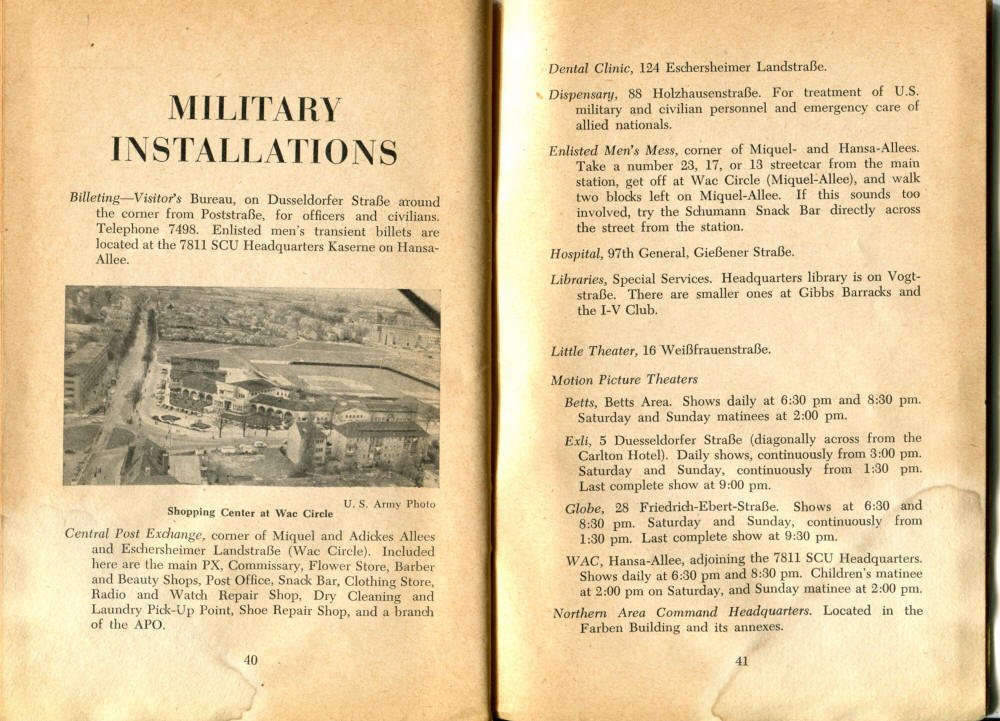 MILITARY
INSTALLATIONS
Billeting—Visitor's Bureau, on Dusseldorfer Straße around
the corner from Poststraße, for officers and civilians.
Telephone 7498. Enlisted men's transient billets are
located at the 7811 SCU Headquarters Kaserne on Hansa-
Allee.
U. S. Army Photo
Shopping Center at Wac Circle
Central Post Exchange, corner of Miquel and Adickes Allees
and Eschersheimer Landstraße (Wac Circle). Included
here are the main PX, Commissary, Flower Store, Barber
and Beauty Shops, Post Office, Snack Bar, Clothing Store,
Radio and Watch Repair Shop, Dry Cleaning and
Laundry Pick-Up Point, Shoe Repair Shop, and a branch
of the APO.
40
Dental Clinic, 124 Eschersheimer Landstraße.
Dispensary, 88 Holzhausenstraße. For treatment of U.S.
military and civilian personnel and emergency care of
allied nationals.
Enlisted Men's Mess, corner of Miquel- and Hansa-Allees.
Take a number 23, 17, or 13 streetcar from the main
station, get off at Wac Circle (Miquel-Allee), and walk
two blocks left on Miquel-Allee. If this sounds too
involved, try the Schumann Snack Bar directly across
the street from the station.
Hospital, 97th General, Gießener Straße.
Libraries, Special Services. Headquarters library is on Vogt-
straße. There are smaller ones at Gibbs Barracks and
the I-V Club.
Little Theater, 16 Weißfrauenstraße.
Motion Picture Theaters
Betts, Betts Area. Shows daily at 6:30 pm and 8:30 pm.
Saturday and Sunday matinees at 2:00 pm.
Exli, 5 Duesseldorfer Straße (diagonally across from the
Carlton Hotel). Daily shows, continuously from 3:00 pm.
Saturday and Sunday, continuously from 1:30 pm.
Last complete show at 9:00 pm.
Globe, 28 Friedrich-Ebert-Straße. Shows at 6:30 and
8:30 pm. Saturday and Sunday, continuously from
1:30 pm. Last complete show at 9:30 pm.
WAC, Hansa-Allee, adjoining the 7811 SCU Headquarters.
Shows daily at 6:30 pm and 8:30 pm. Children's matinee
at 2:00 pm on Saturday, and Sunday matinee at 2:00 pm.
Northern Area Command Headquarters. Located in the
Farben Building and its annexes.
41